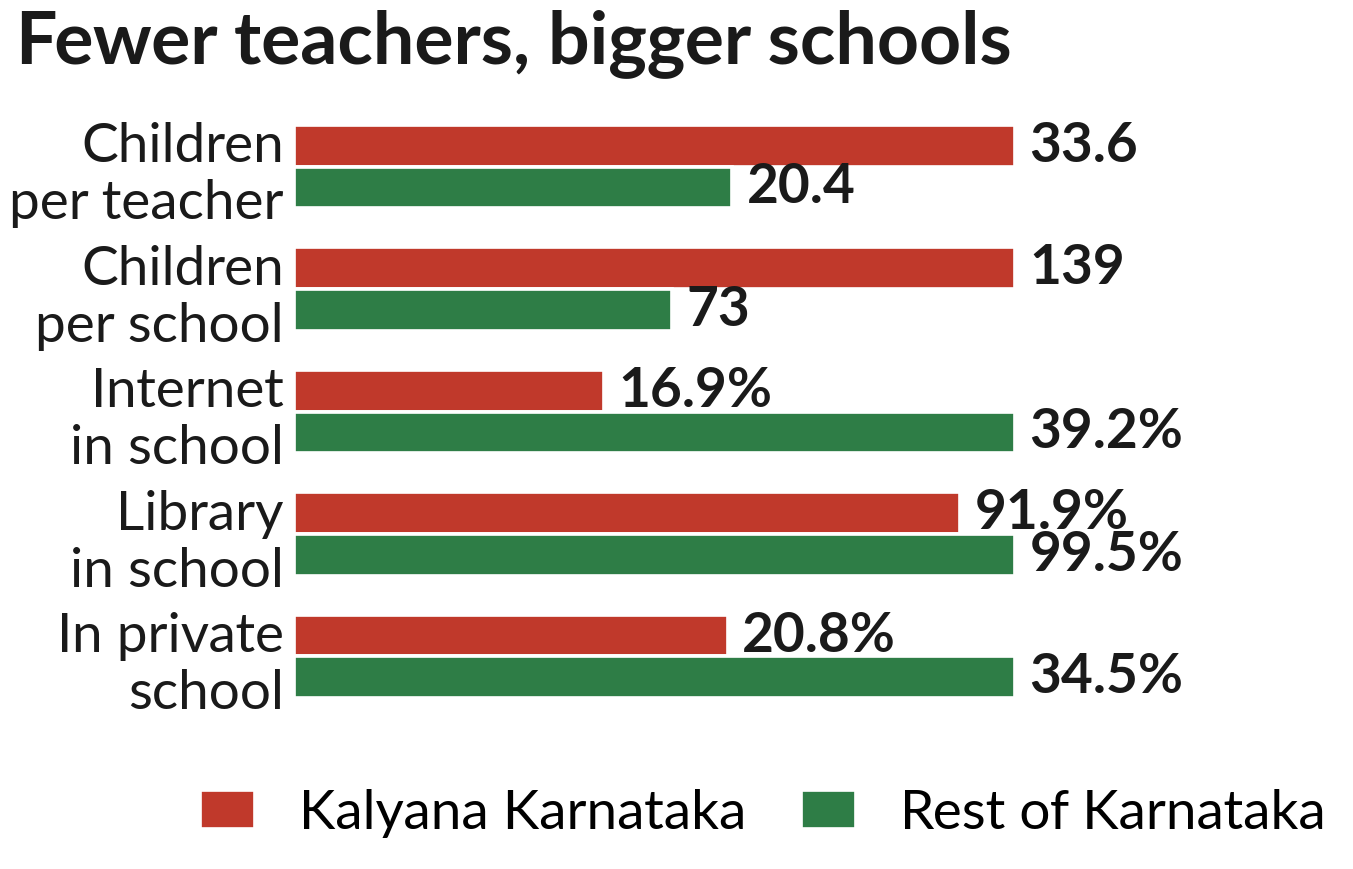 Fewer teachers, bigger schools
Children
per teacher
33.6
20.4
Children
per school
139
73
Internet
in school
16.9%
39.2%
Library
in school
91.9%
99.5%
In private
school
20.8%
34.5%
Kalyana Karnataka
Rest of Karnataka